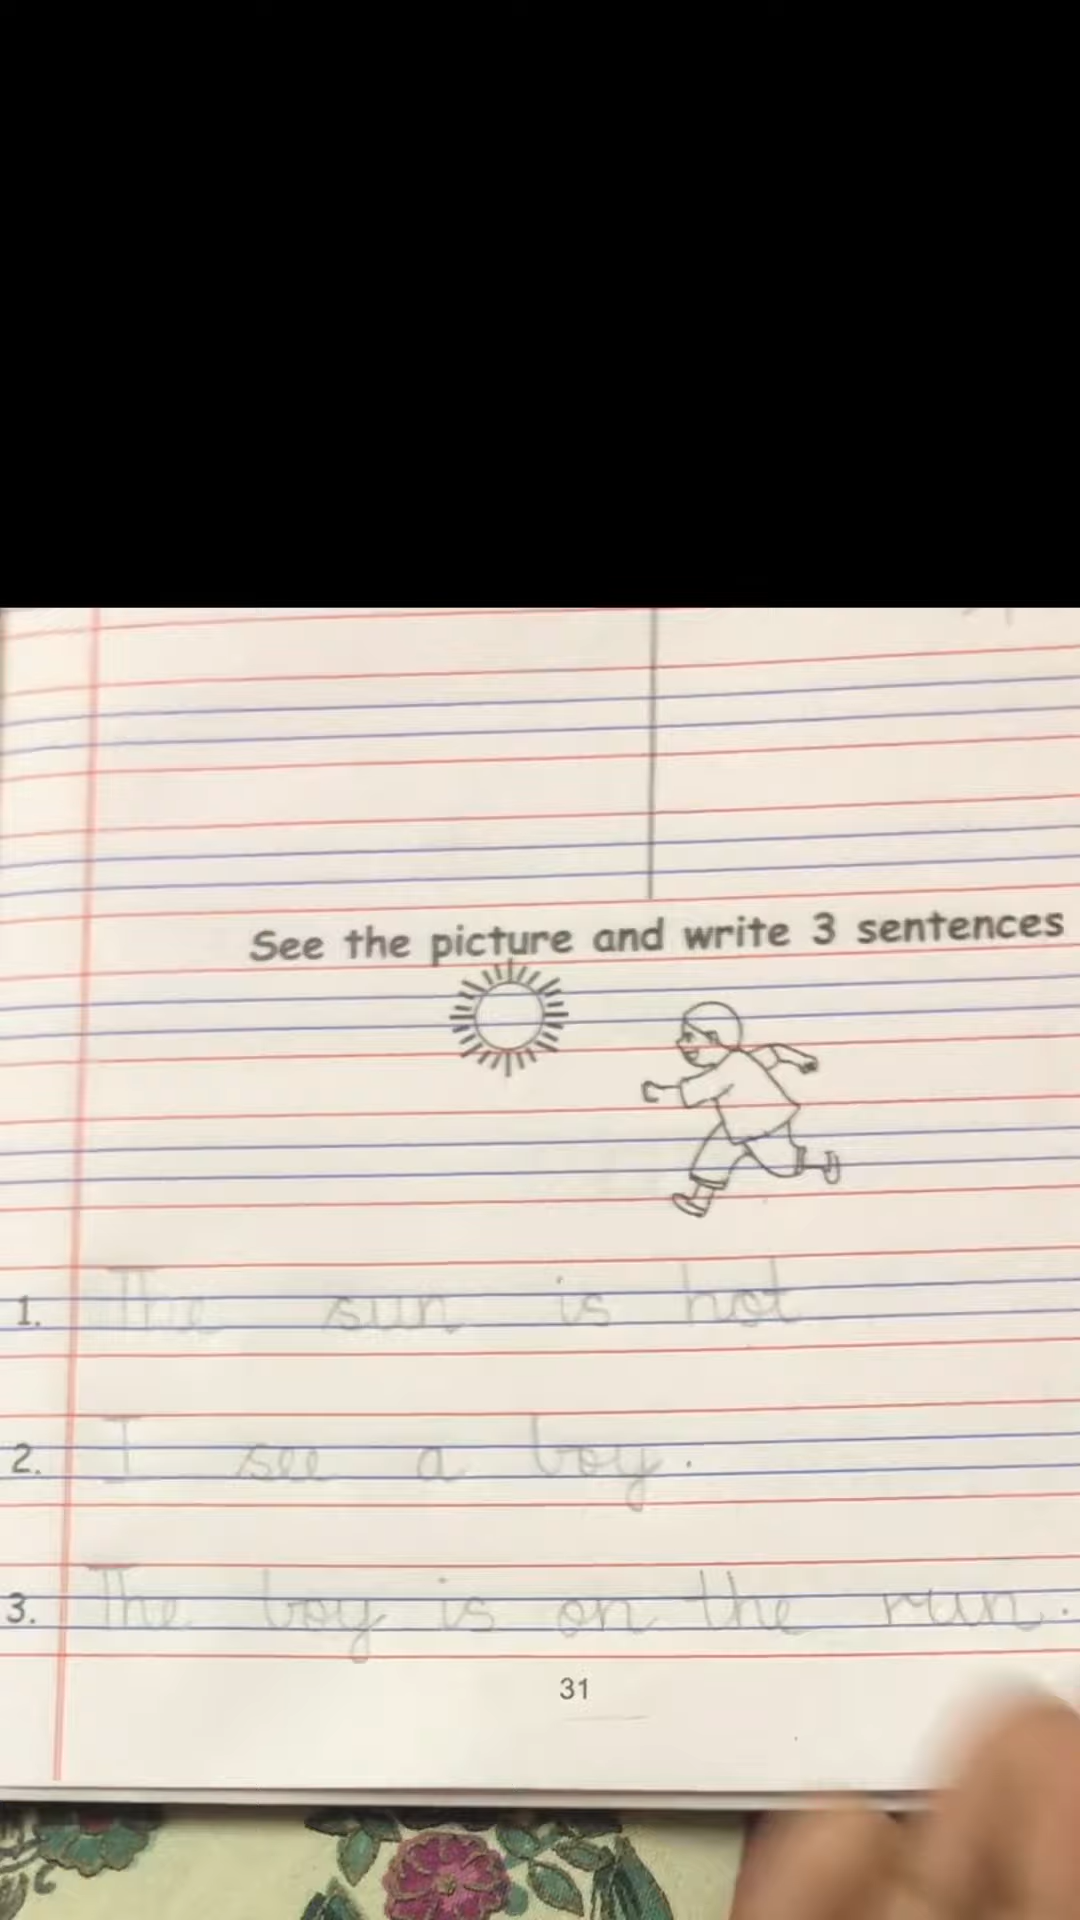 See the picture and write 3 sentences
1. The sun is hot
2. I see a boy.
3. The boy is on the run.
31